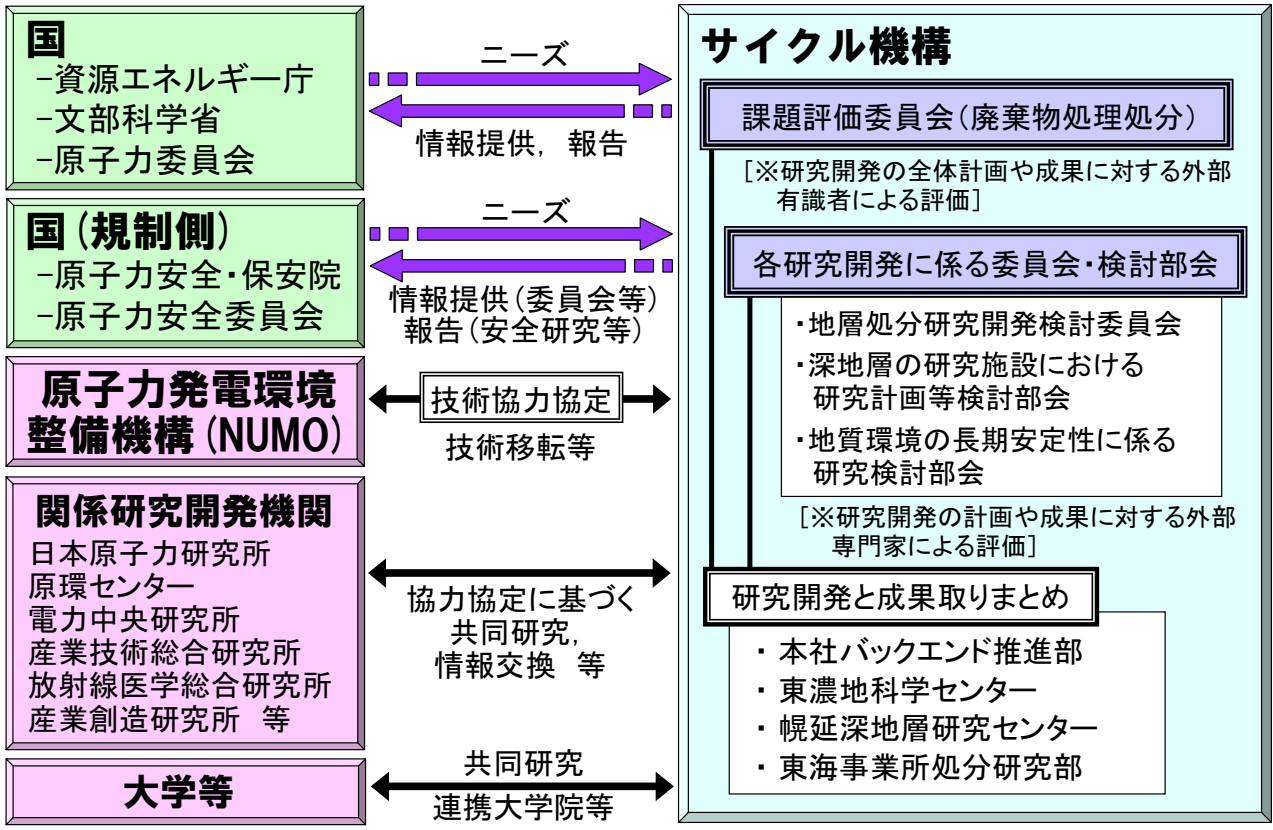 国
-資源エネルギー庁
-文部科学省
-原子力委員会
ニーズ
情報提供，報告
国(規制側)
-原子力安全・保安院
-原子力安全委員会
ニーズ
情報提供(委員会等)
報告(安全研究等)
原子力発電環境
整備機構(NUMO)
技術協力協定
技術移転等
関係研究開発機関
日本原子力研究所
原環センター
電力中央研究所
産業技術総合研究所
放射線医学総合研究所
産業創造研究所　等
協力協定に基づく
共同研究，
情報交換　等
大学等
共同研究
連携大学院等
サイクル機構
課題評価委員会(廃棄物処理処分)
[※研究開発の全体計画や成果に対する外部
有識者による評価]
各研究開発に係る委員会・検討部会
・地層処分研究開発検討委員会
・深地層の研究施設における
研究計画等検討部会
・地質環境の長期安定性に係る
研究検討部会
[※研究開発の計画や成果に対する外部
専門家による評価]
研究開発と成果取りまとめ
・ 本社バックエンド推進部
・ 東濃地科学センター
・ 幌延深地層研究センター
・ 東海事業所処分研究部